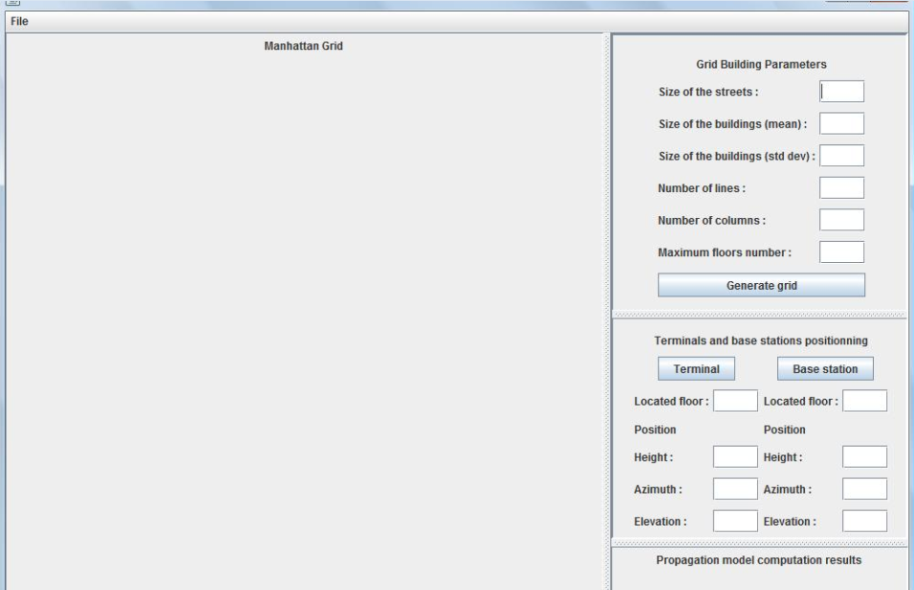 File
Manhattan Grid
Grid Building Parameters
Size of the streets :
Size of the buildings (mean) :
Size of the buildings (std dev) :
Number of lines :
Number of columns :
Maximum floors number :
Generate grid
Terminals and base stations positionning
Terminal Base station
Located floor : Located floor :
Position Position
Height : Height :
Azimuth : Azimuth :
Elevation : Elevation :
Propagation model computation results